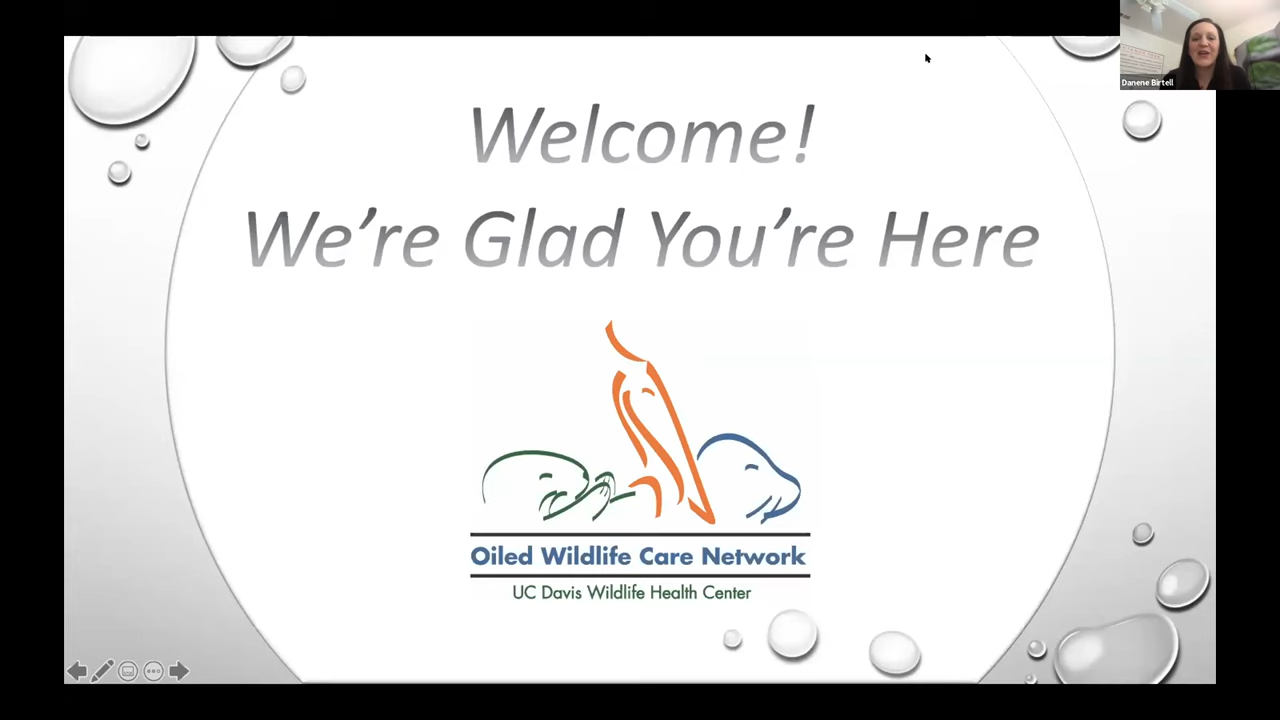 Danene Birtell
Welcome!
We're Glad You're Here
Oiled Wildlife Care Network
UC Davis Wildlife Health Center